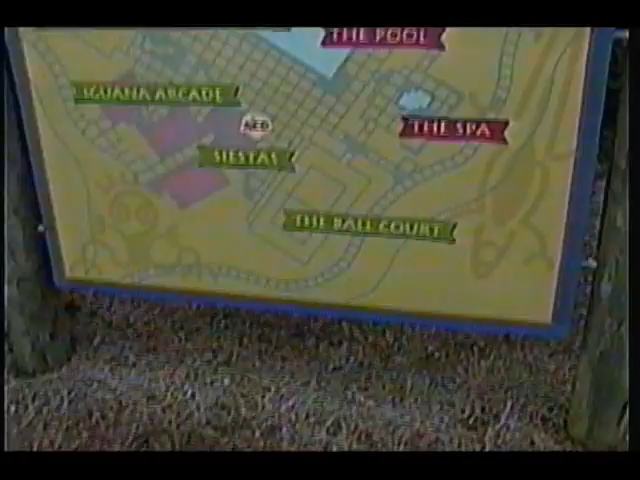 THE POOL
IGUANA ARCADE
AED
THE SPA
SIESTAS
THE BALL COURT